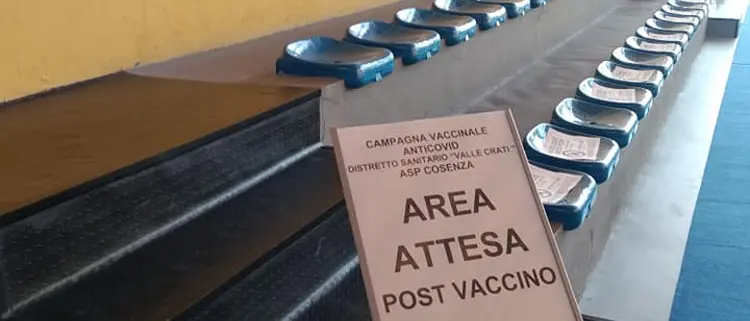 CAMPAGNA VACCINALE
ANTICOVID
DISTRETTO SANITARIO "VALLE CRATI"
ASP COSENZA
AREA
ATTESA
POST VACCINO